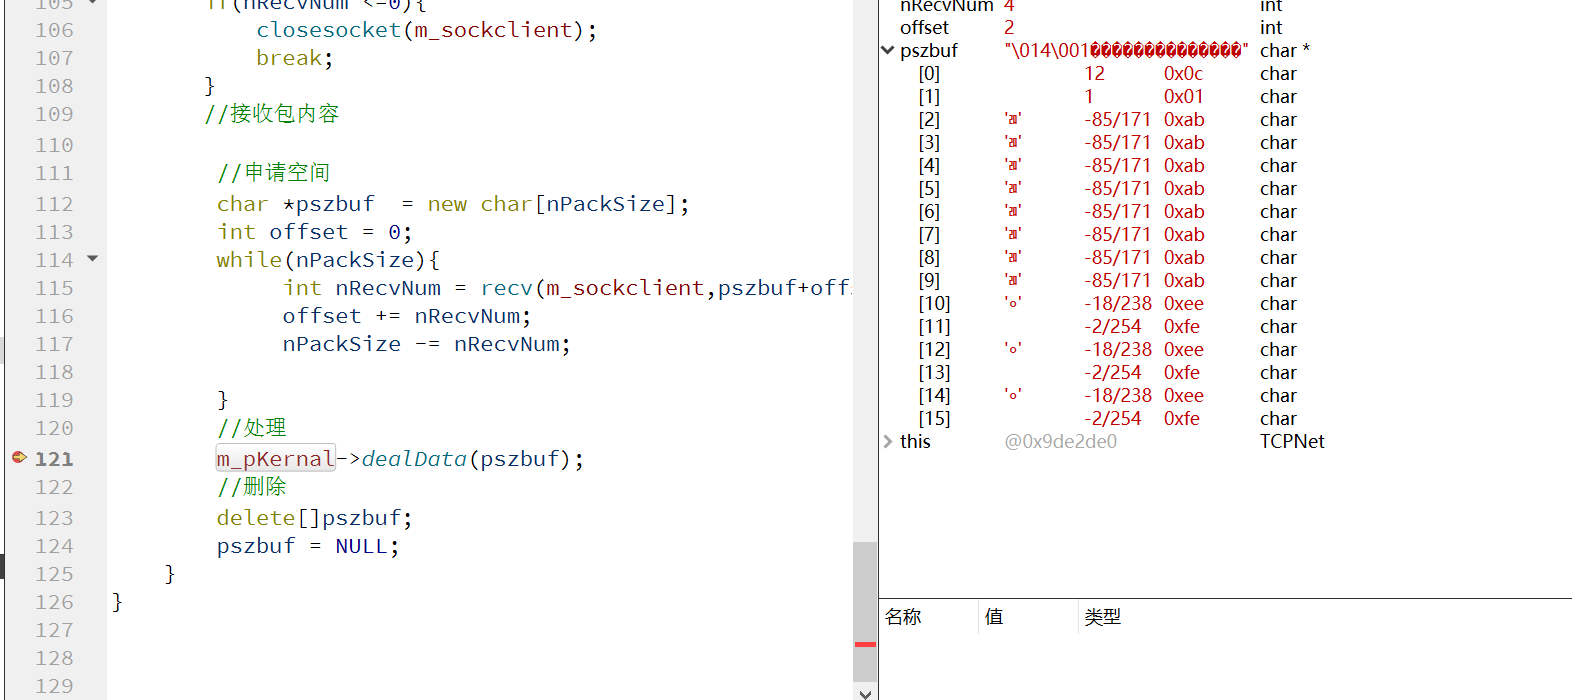 105 if(nRecvNum <=0){
106 closesocket(m_sockclient);
107 break;
108 }
109 //接收包内容
110
111 //申请空间
112 char *pszbuf = new char[nPackSize];
113 int offset = 0;
114 while(nPackSize){
115 int nRecvNum = recv(m_sockclient,pszbuf+off
116 offset += nRecvNum;
117 nPackSize -= nRecvNum;
118
119 }
120 //处理
121 m_pKernal->dealData(pszbuf);
122 //删除
123 delete[]pszbuf;
124 pszbuf = NULL;
125 }
126 }
127
128
129
nRecvNum 4 int
offset 2 int
pszbuf "\014\001��������������" char *
[0] 12 0x0c char
[1] 1 0x01 char
[2] -85/171 0xab char
[3] -85/171 0xab char
[4] -85/171 0xab char
[5] -85/171 0xab char
[6] -85/171 0xab char
[7] -85/171 0xab char
[8] -85/171 0xab char
[9] -85/171 0xab char
[10] -18/238 0xee char
[11] -2/254 0xfe char
[12] -18/238 0xee char
[13] -2/254 0xfe char
[14] -18/238 0xee char
[15] -2/254 0xfe char
this @0x9de2de0 TCPNet
名称 值 类型